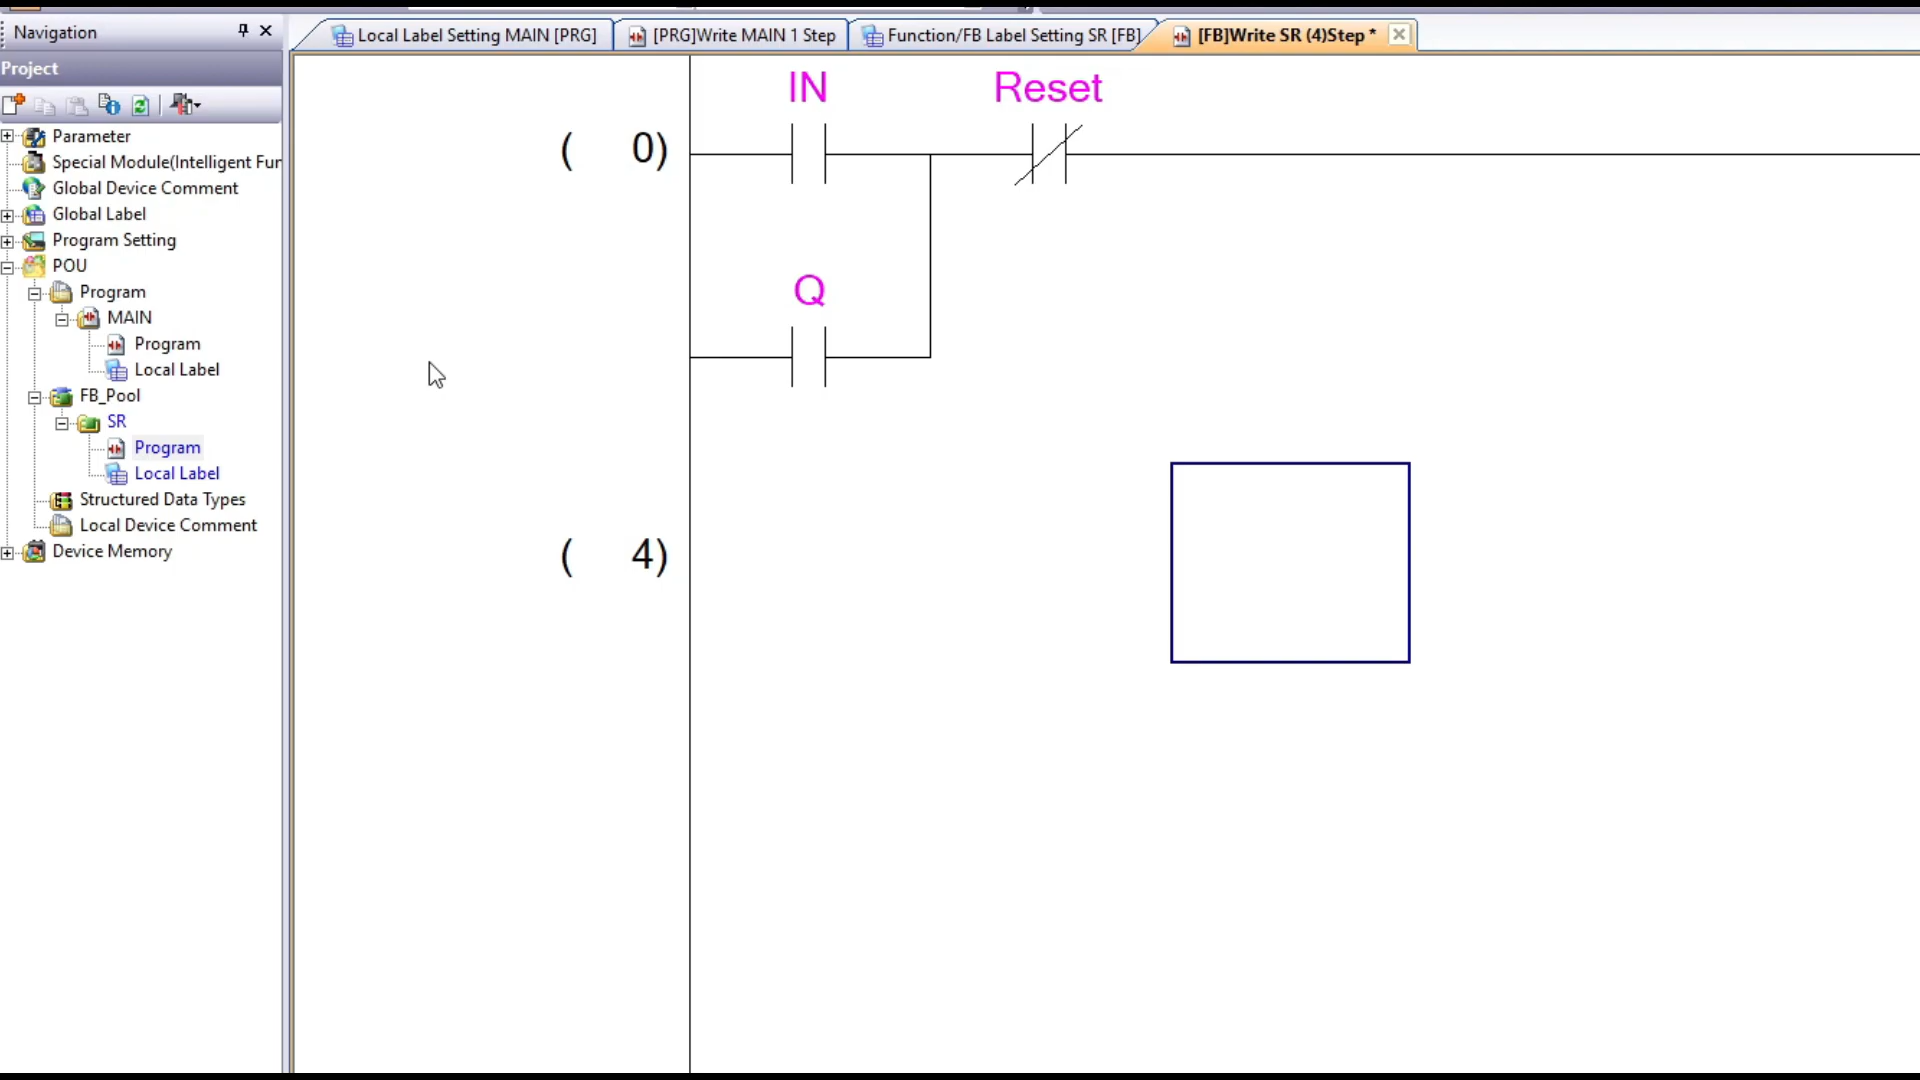 Navigation
Project
Parameter
Special Module(Intelligent Fur
Global Device Comment
Global Label
Program Setting
POU
Program
MAIN
Program
Local Label
FB_Pool
SR
Program
Local Label
Structured Data Types
Local Device Comment
Device Memory
Local Label Setting MAIN [PRG]
[PRG]Write MAIN 1 Step
Function/FB Label Setting SR [FB]
[FB]Write SR (4)Step *
IN
Reset
( 0)
Q
( 4)